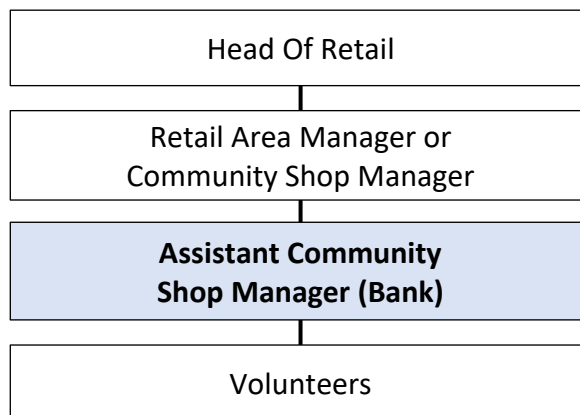 Head Of Retail
Retail Area Manager or
Community Shop Manager
Assistant Community
Shop Manager (Bank)
Volunteers